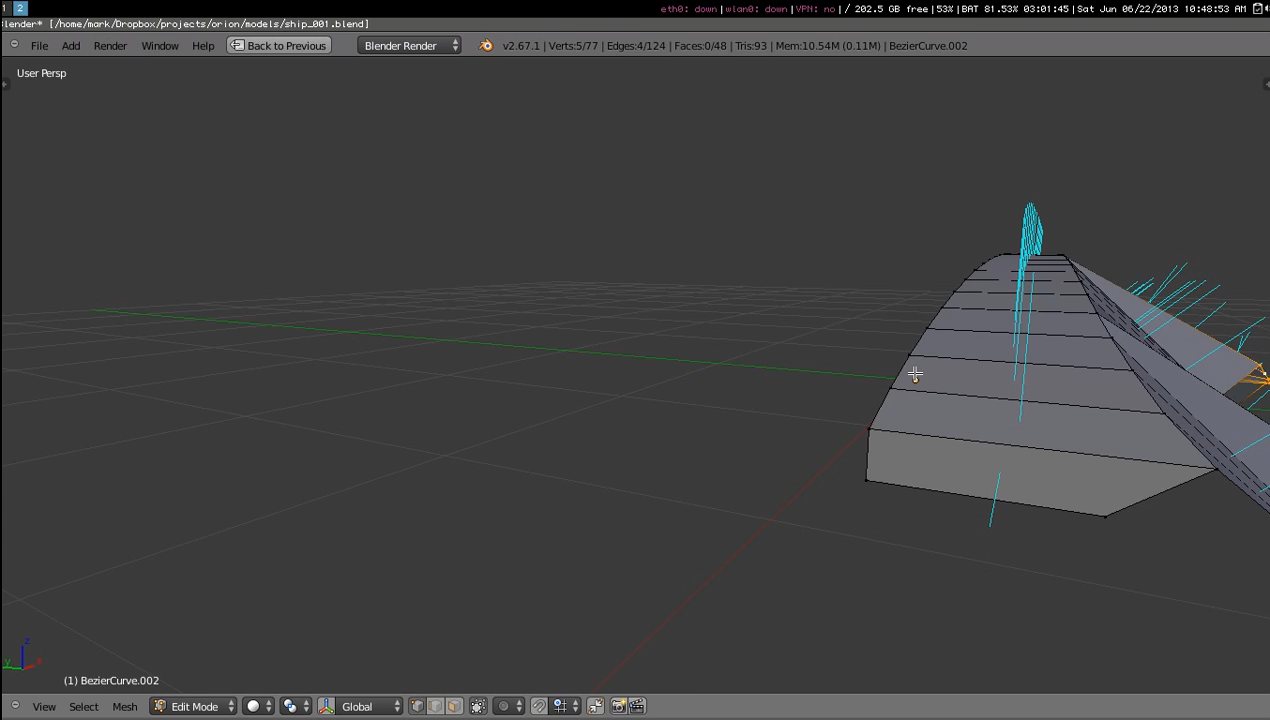 1 2 eth0: down|wlan0: down|VPN: no|/ 202.5 GB free|53%|BAT 81.53% 03:01:45|Sat Jun 06/22/2013 10:48:53 AM|
lender* [/home/mark/Dropbox/projects/orion/models/ship_001.blend]
File Add Render Window Help Back to Previous Blender Render v2.67.1 | Verts:5/77 | Edges:4/124 | Faces:0/48 | Tris:93 | Mem:10.54M (0.11M) | BezierCurve.002
User Persp
z
y x
(1) BezierCurve.002
View Select Mesh Edit Mode Global